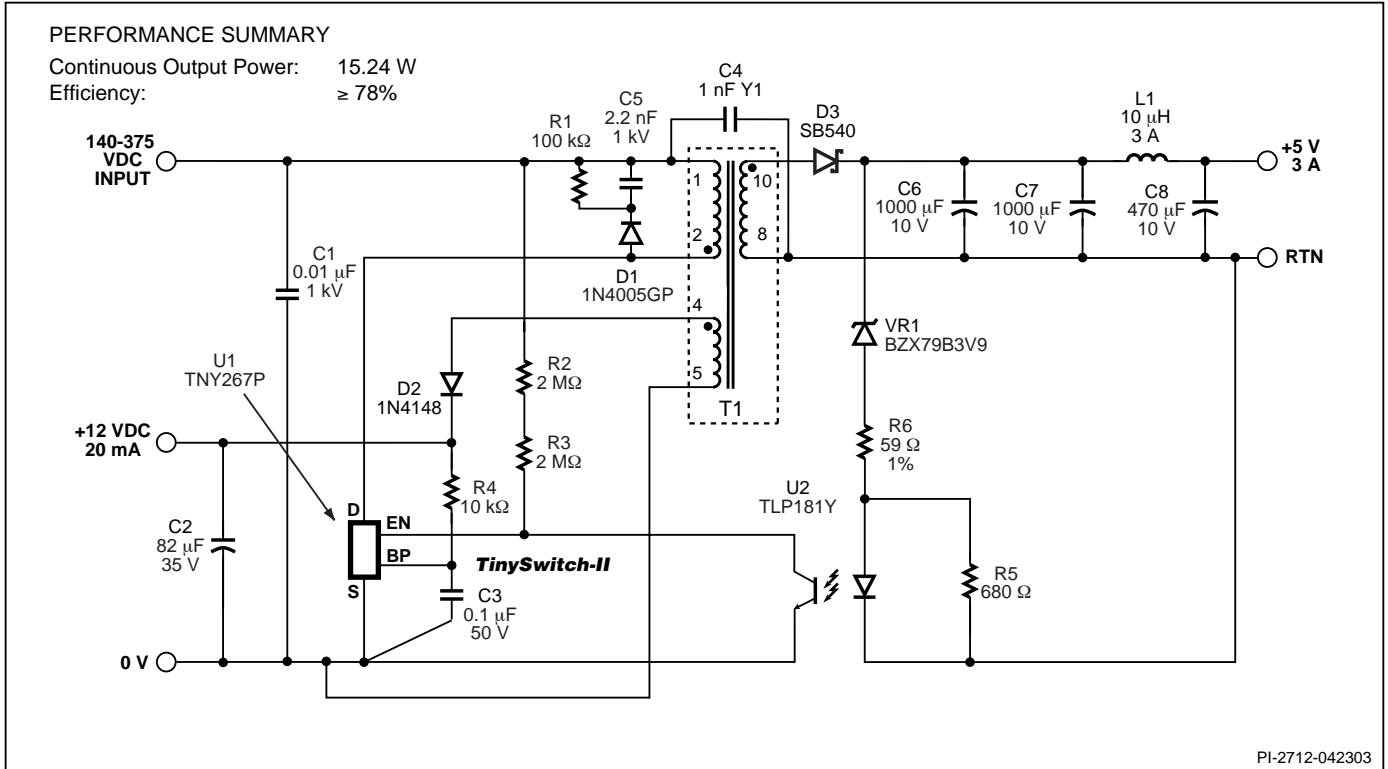 PERFORMANCE SUMMARY
Continuous Output Power: 15.24 W
Efficiency: ≥ 78%
C4
1 nF Y1
C5
2.2 nF
1 kV
R1
100 kΩ
D3
SB540
L1
10 μH
3 A
140-375
VDC
INPUT
+5 V
3 A
1
10
C6
1000 μF
10 V
C7
1000 μF
10 V
C8
470 μF
10 V
2
8
C1
0.01 μF
1 kV
D1
1N4005GP
RTN
4
VR1
BZX79B3V9
U1
TNY267P
R2
2 MΩ
5
D2
1N4148
T1
+12 VDC
20 mA
R3
2 MΩ
R6
59 Ω
1%
R4
10 kΩ
U2
TLP181Y
D
EN
C2
82 μF
35 V
BP
TinySwitch-II
S
C3
0.1 μF
50 V
R5
680 Ω
0 V
PI-2712-042303